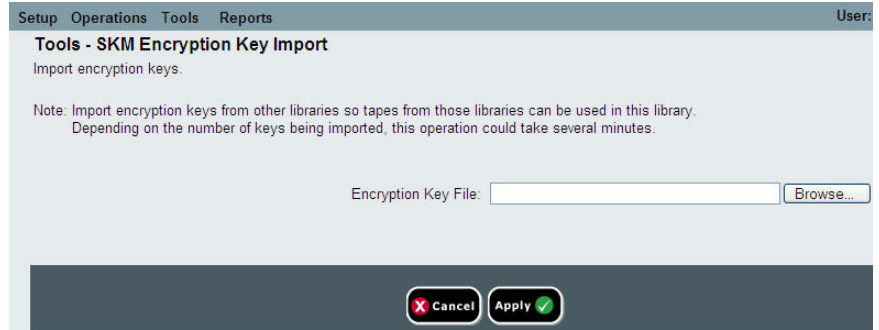 Setup Operations Tools Reports User:
Tools - SKM Encryption Key Import
Import encryption keys.
Note: Import encryption keys from other libraries so tapes from those libraries can be used in this library.
Depending on the number of keys being imported, this operation could take several minutes.
Encryption Key File: Browse...
Cancel Apply